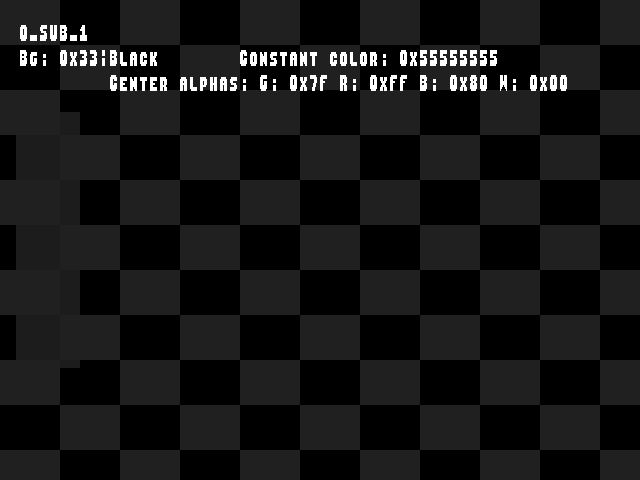 0_SUB_1
Bg: 0x33¦Black Constant color: 0x55555555
Center alphas: G: 0x7f R: 0xff B: 0x80 W: 0x00